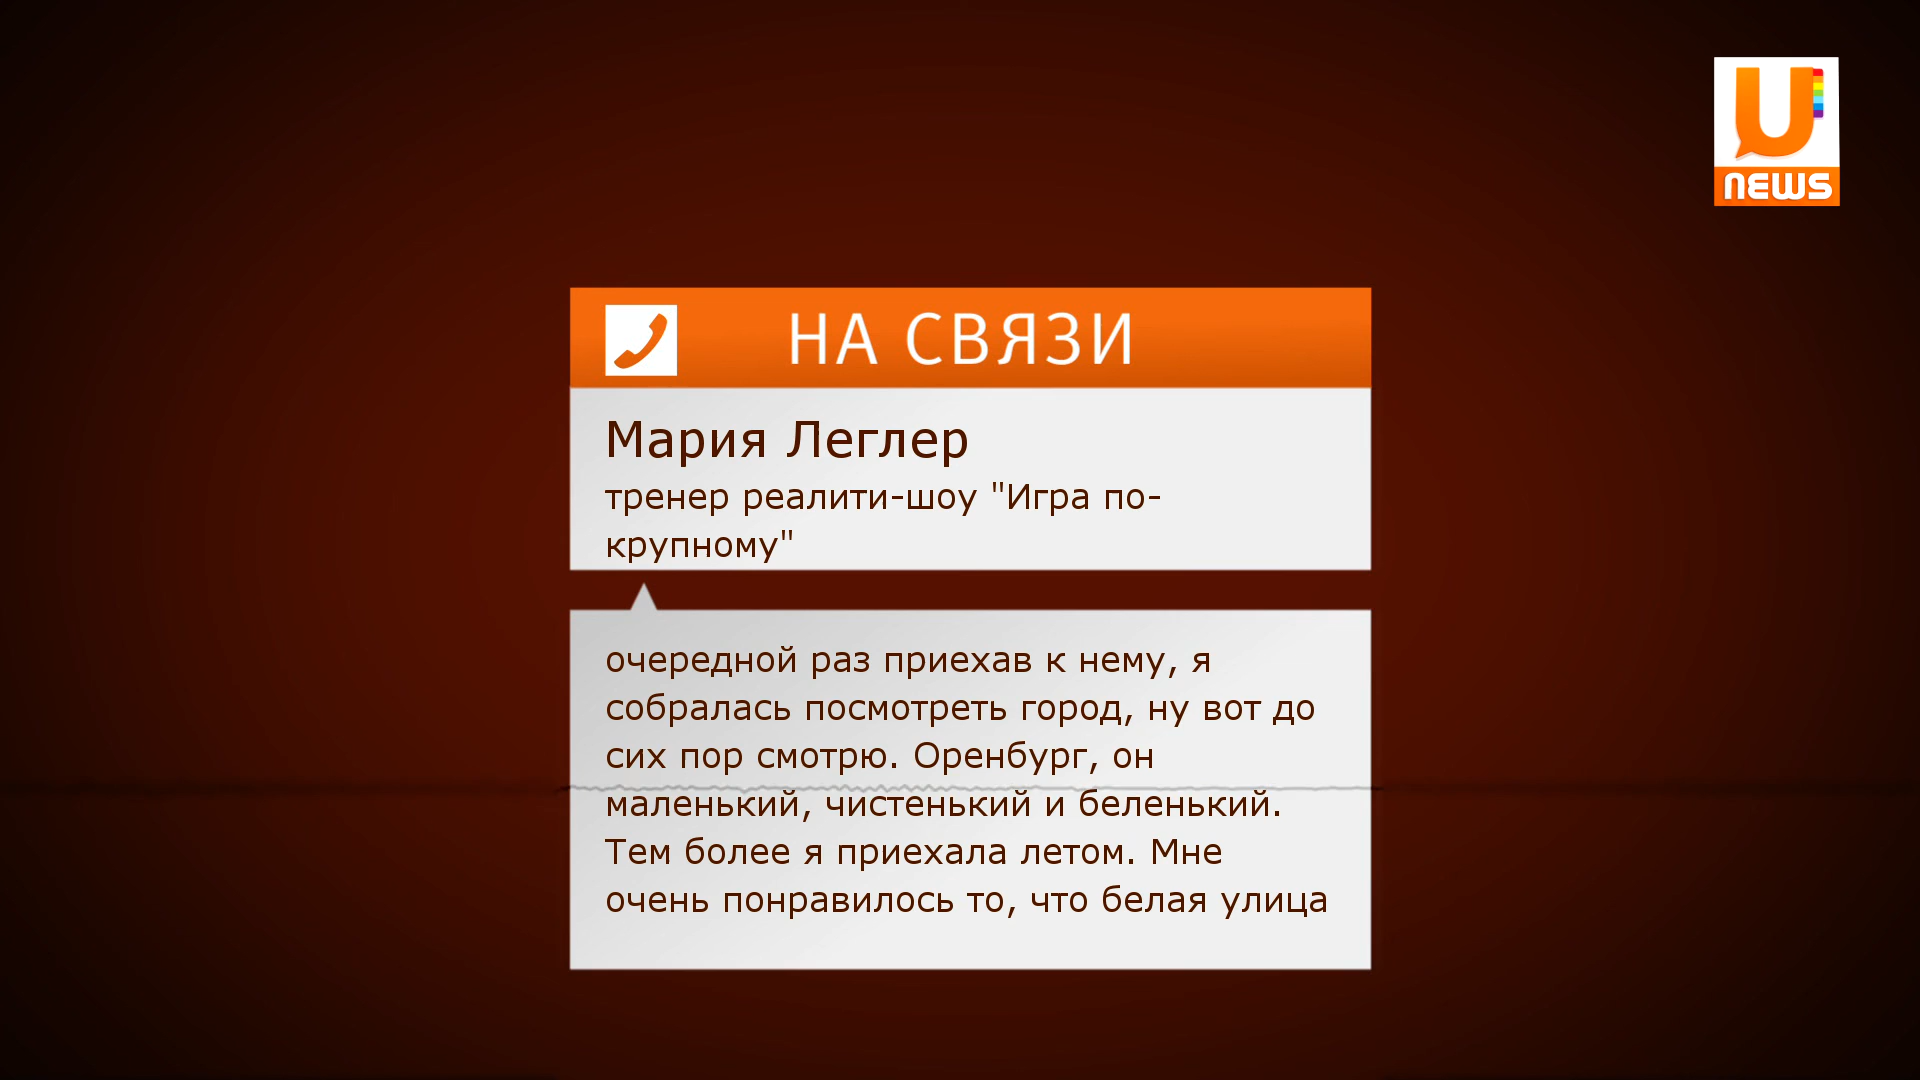 U
NEWS
НА СВЯЗИ
Мария Леглер
тренер реалити-шоу "Игра по-
крупному"
очередной раз приехав к нему, я
собралась посмотреть город, ну вот до
сих пор смотрю. Оренбург, он
маленький, чистенький и беленький.
Тем более я приехала летом. Мне
очень понравилось то, что белая улица